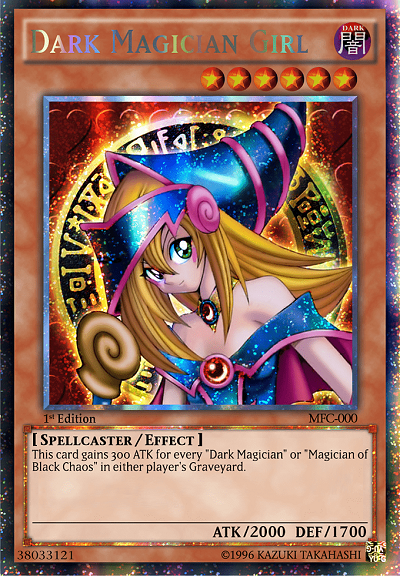 Dark Magician Girl
DARK
闇
1st Edition
MFC-000
[ Spellcaster / Effect ]
This card gains 300 ATK for every "Dark Magician" or "Magician of
Black Chaos" in either player's Graveyard.
ATK/2000 DEF/1700
38033121
©1996 KAZUKI TAKAHASHI